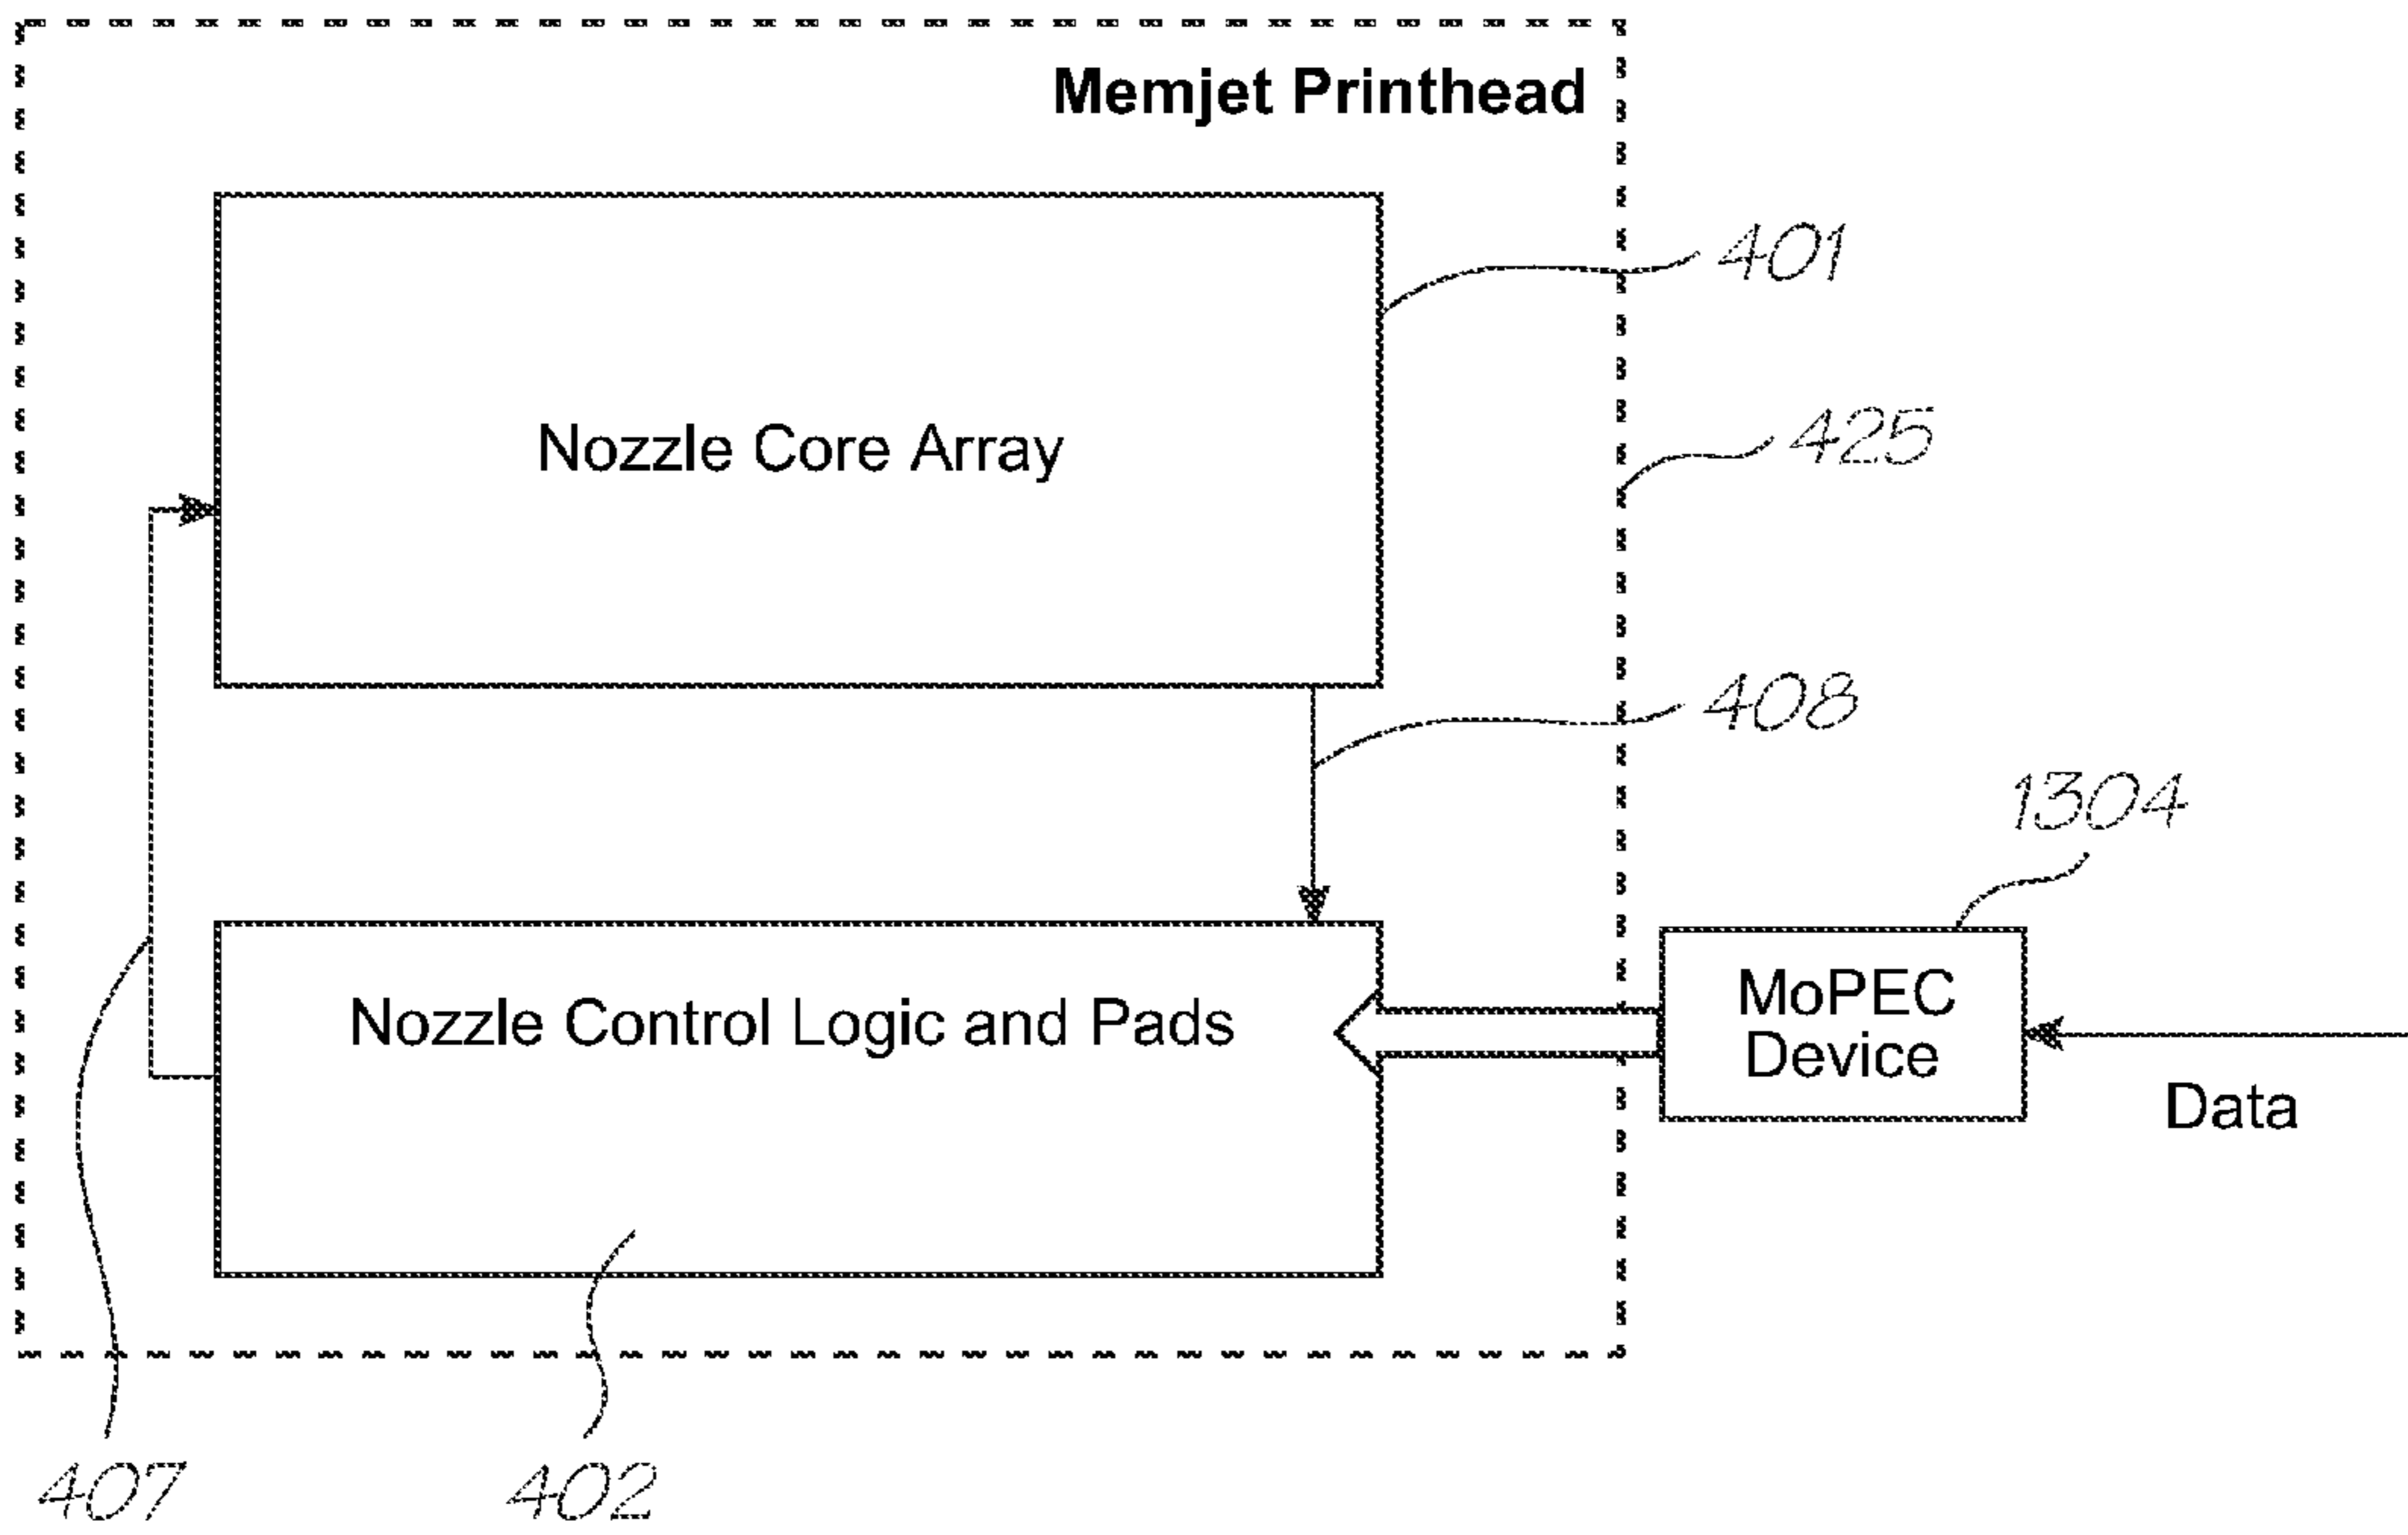 Memjet Printhead
401
Nozzle Core Array
425
408
1304
MoPEC
Device
Nozzle Control Logic and Pads
Data
407
402